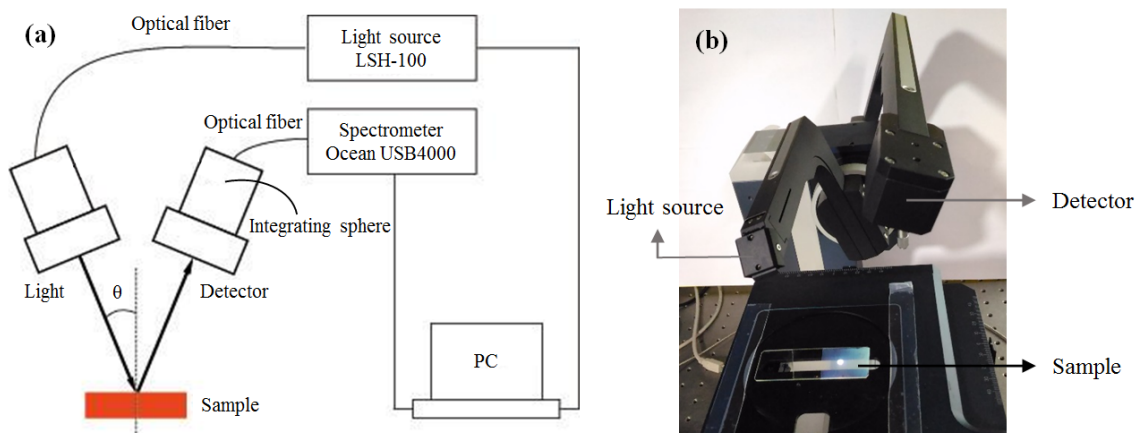 (a)
Optical fiber
Light source
LSH-100
Optical fiber
Spectrometer
Ocean USB4000
Integrating sphere
Light
θ
Detector
PC
Sample
(b)
Light source
Detector
Sample